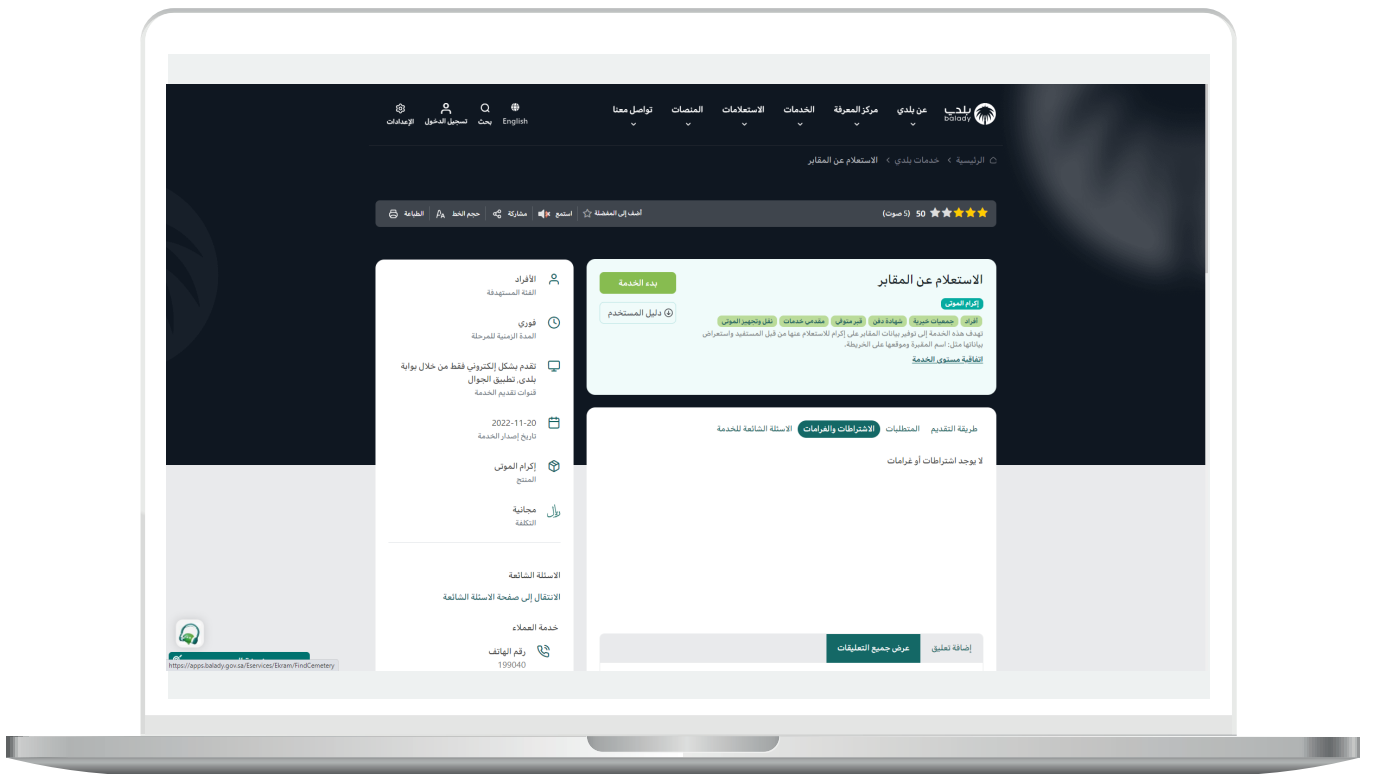 بلدي
balady
عن بلدي
مركز المعرفة
الخدمات
الاستعلامات
المنصات
تواصل معنا
English
بحث
تسجيل الدخول
الإعدادات
الرئيسية > خدمات بلدي > الاستعلام عن المقابر
50 (5 صوت)
أضف إلى المفضلة
استمع
مشاركة
حجم الخط
الطباعة
الاستعلام عن المقابر
إكرام الموتى
أفراد جمعيات خيرية شهادة دفن قبر متوفي مقدمي خدمات نقل وتجهيز الموتى
تهدف هذه الخدمة إلى توفير بيانات المقابر على إكرام للاستعلام عنها من قبل المستفيد واستعراض
بياناتها مثل: اسم المقبرة وموقعها على الخريطة.
اتفاقية مستوى الخدمة
بدء الخدمة
دليل المستخدم
طريقة التقديم
المتطلبات
الاشتراطات والغرامات
الاسئلة الشائعة للخدمة
لا يوجد اشتراطات أو غرامات
إضافة تعليق
عرض جميع التعليقات
الأفراد
الفئة المستهدفة
فوري
المدة الزمنية للمرحلة
تقدم بشكل إلكتروني فقط من خلال بوابة
بلدي, تطبيق الجوال
قنوات تقديم الخدمة
2022-11-20
تاريخ إصدار الخدمة
إكرام الموتى
المنتج
مجانية
التكلفة
الاسئلة الشائعة
الانتقال إلى صفحة الاسئلة الشائعة
خدمة العملاء
رقم الهاتف
199040
https://apps.balady.gov.sa/Eservices/Ekram/FindCemetery